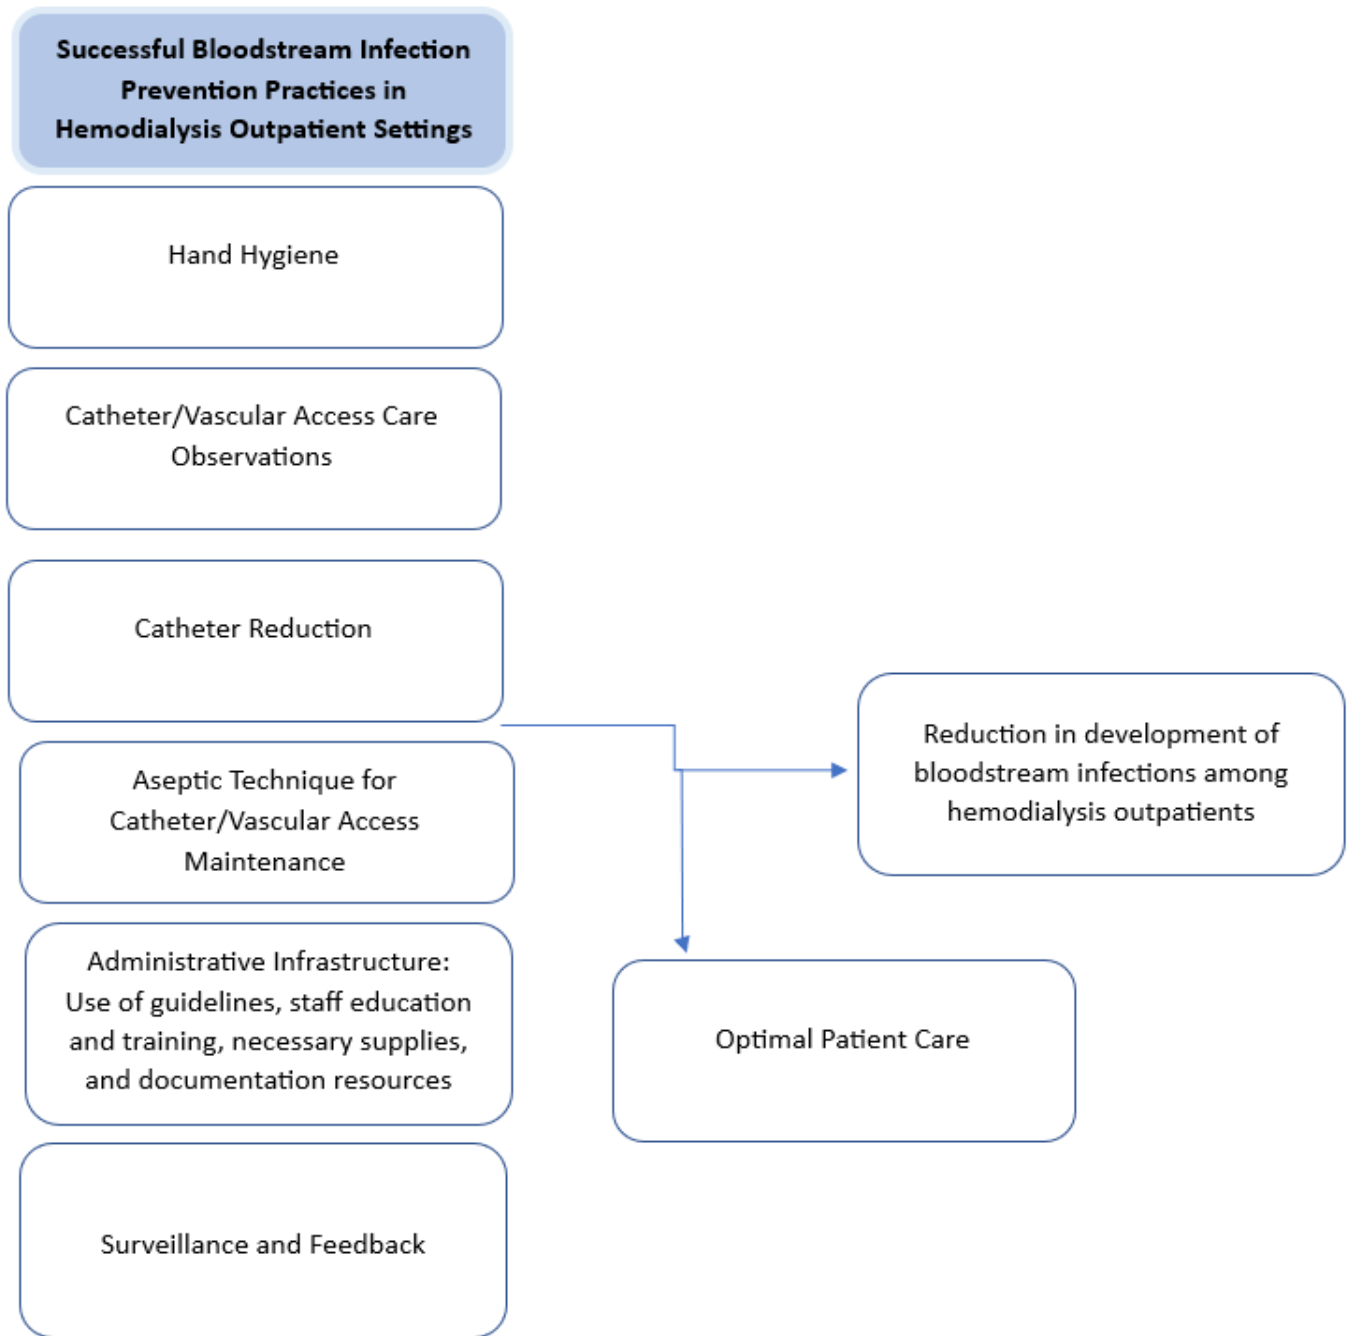 Successful Bloodstream Infection
Prevention Practices in
Hemodialysis Outpatient Settings
Hand Hygiene
Catheter/Vascular Access Care
Observations
Catheter Reduction
Aseptic Technique for
Catheter/Vascular Access
Maintenance
Administrative Infrastructure:
Use of guidelines, staff education
and training, necessary supplies,
and documentation resources
Surveillance and Feedback
Reduction in development of
bloodstream infections among
hemodialysis outpatients
Optimal Patient Care